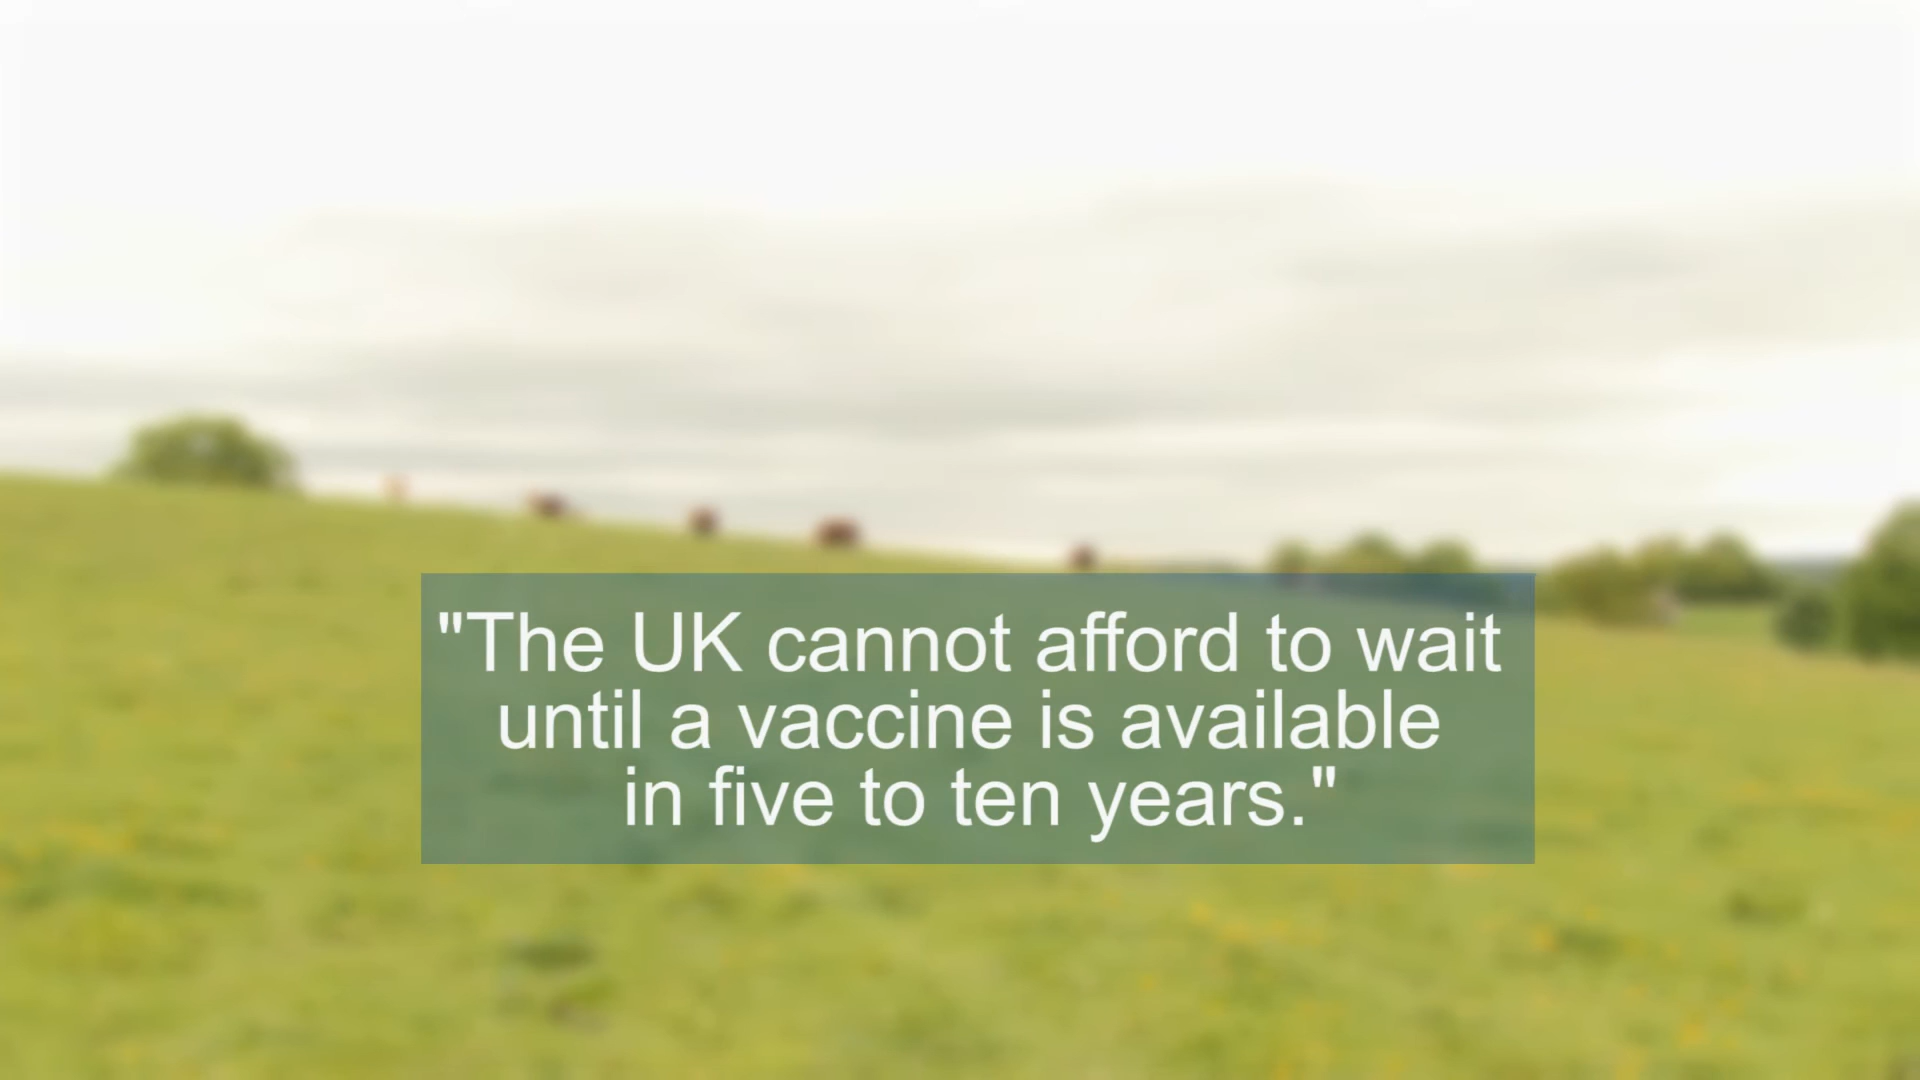 "The UK cannot afford to wait
until a vaccine is available
in five to ten years."